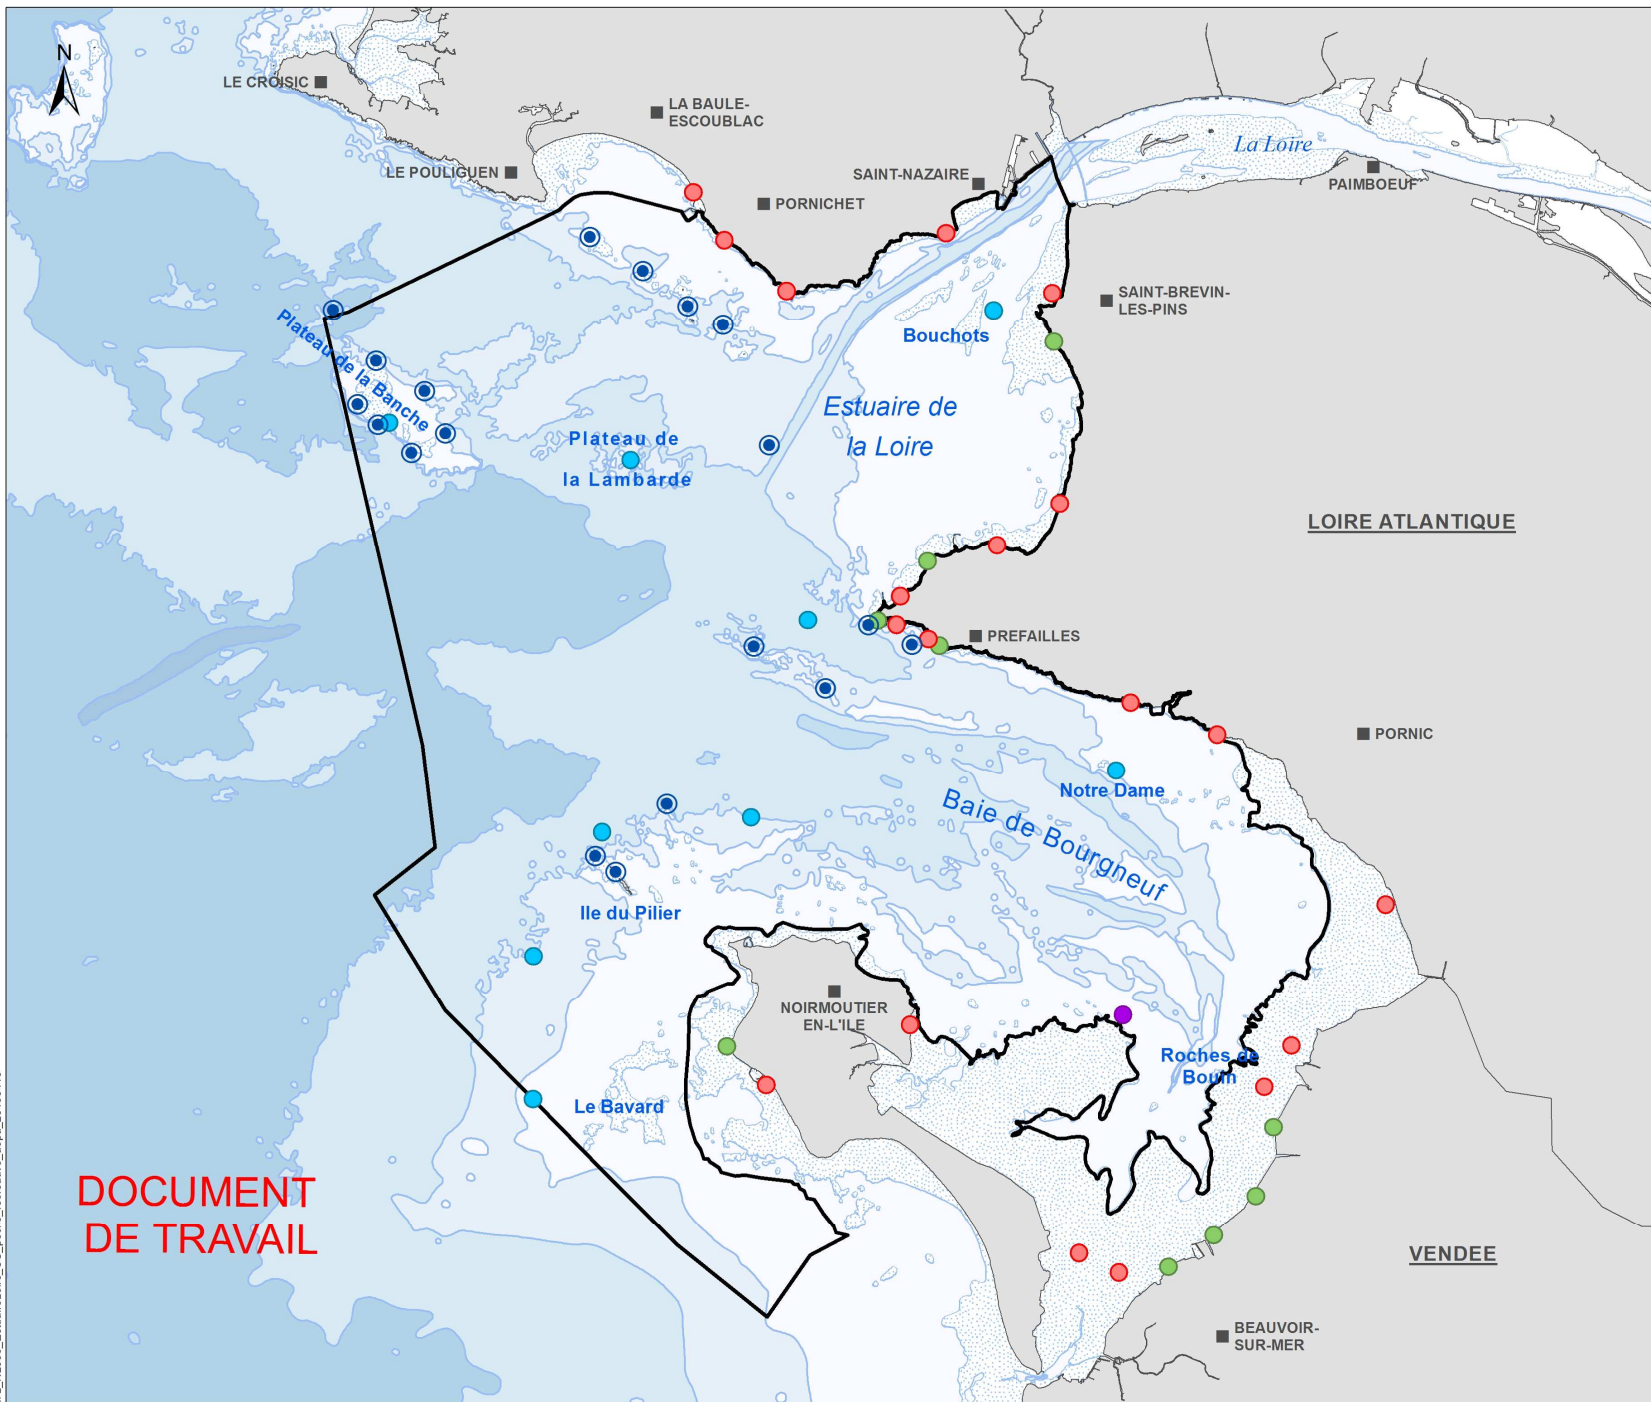 N
LE CROISIC
LA BAULE-
ESCOUBLAC
LE POULIGUEN
PORNICHET
SAINT-NAZAIRE
La Loire
PAIMBOEUF
SAINT-BREVIN-
LES-PINS
Bouchots
Plateau de la Banche
Estuaire de
la Loire
Plateau de
la Lambarde
LOIRE ATLANTIQUE
PREFAILLES
PORNIC
Notre Dame
Baie de Bourgneuf
Ile du Pilier
NOIRMOUTIER
EN-L'ILE
Roches de
Bouin
Le Bavard
DOCUMENT
DE TRAVAIL
VENDEE
BEAUVOIR-
SUR-MER